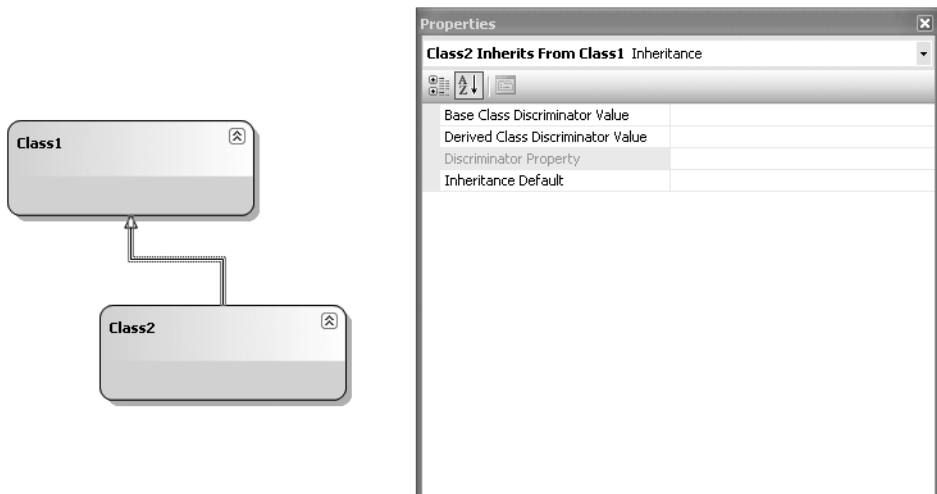 Class1
Class2
Properties
Class2 Inherits From Class1 Inheritance
Base Class Discriminator Value
Derived Class Discriminator Value
Discriminator Property
Inheritance Default